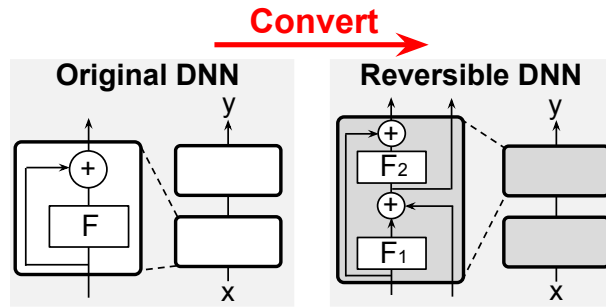 Convert
Original DNN
Reversible DNN
y
y
+
+
F2
F
+
F1
x
x